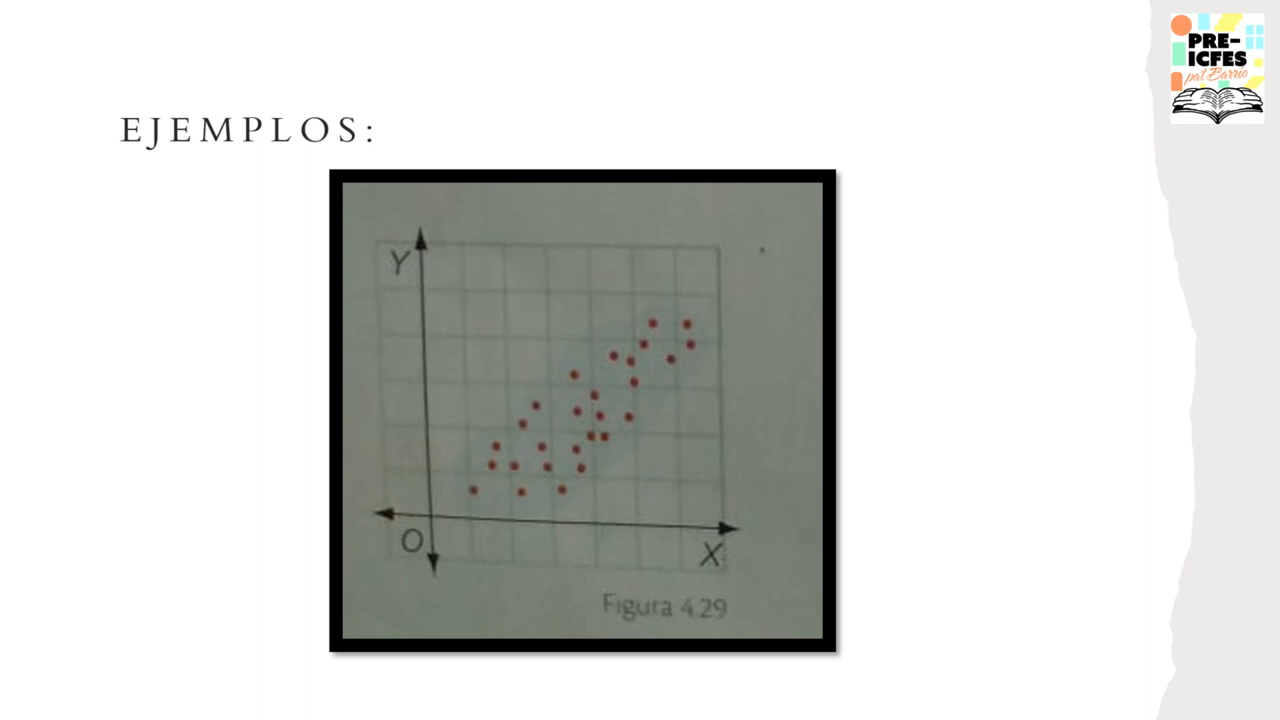 PRE-
ICFES
pa'l Barrio
EJEMPLOS:
Y
O
X
Figura 4.29